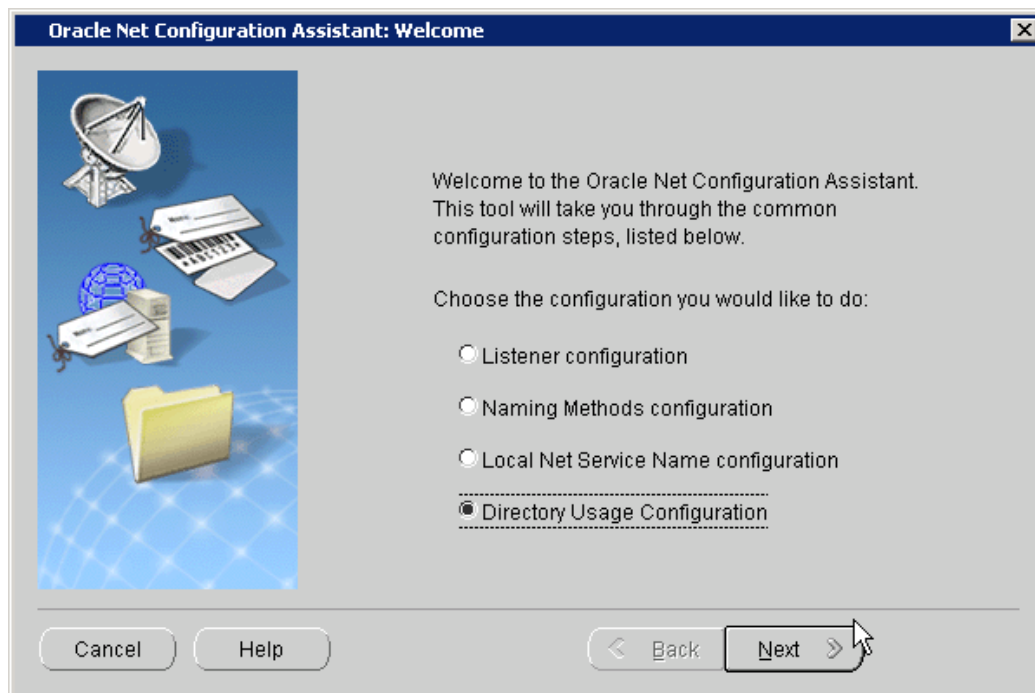 Oracle Net Configuration Assistant: Welcome
Welcome to the Oracle Net Configuration Assistant.
This tool will take you through the common
configuration steps, listed below.
Choose the configuration you would like to do:
Listener configuration
Naming Methods configuration
Local Net Service Name configuration
Directory Usage Configuration
Cancel
Help
Back
Next